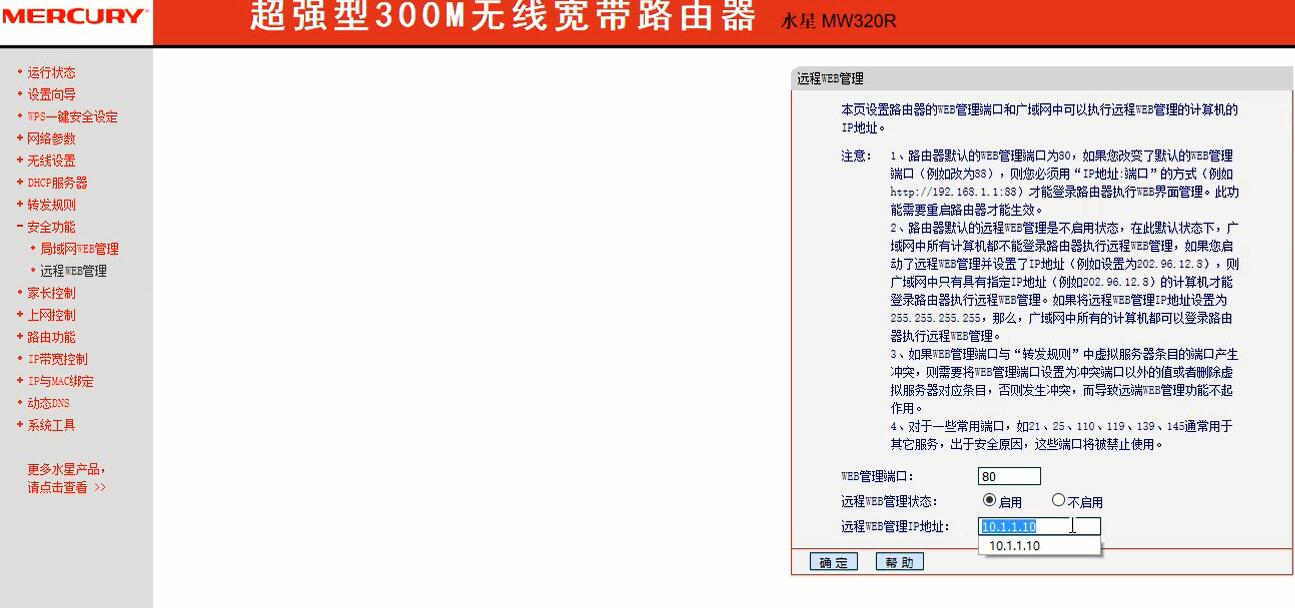 MERCURY®
超强型300M无线宽带路由器 水星 MW320R
运行状态
设置向导
WPS一键安全设定
+ 网络参数
+ 无线设置
+ DHCP服务器
+ 转发规则
- 安全功能
局域网WEB管理
远程WEB管理
家长控制
+ 上网控制
+ 路由功能
IP带宽控制
+ IP与MAC绑定
动态DNS
+ 系统工具
更多水星产品，
请点击查看 >>
远程WEB管理
本页设置路由器的WEB管理端口和广域网中可以执行远程WEB管理的计算机的
IP地址。
注意： 1、路由器默认的WEB管理端口为80，如果您改变了默认的WEB管理
端口（例如改为88），则您必须用“IP地址:端口”的方式（例如
http://192.168.1.1:88）才能登录路由器执行WEB界面管理。此功
能需要重启路由器才能生效。
2、路由器默认的远程WEB管理是不启用状态，在此默认状态下，广
域网中所有计算机都不能登录路由器执行远程WEB管理，如果您启
动了远程WEB管理并设置了IP地址（例如设置为202.96.12.8），则
广域网中只有具有指定IP地址（例如202.96.12.8）的计算机才能
登录路由器执行远程WEB管理。如果将远程WEB管理IP地址设置为
255.255.255.255，那么，广域网中所有的计算机都可以登录路由
器执行远程WEB管理。
3、如果WEB管理端口与“转发规则”中虚拟服务器条目的端口产生
冲突，则需要将WEB管理端口设置为冲突端口以外的值或者删除虚
拟服务器对应条目，否则发生冲突，而导致远端WEB管理功能不起
作用。
4、对于一些常用端口，如21、25、110、119、139、145通常用于
其它服务，出于安全原因，这些端口将被禁止使用。
WEB管理端口： 80
远程WEB管理状态： 启用 不启用
远程WEB管理IP地址： 10.1.1.10
10.1.1.10
确 定 帮 助